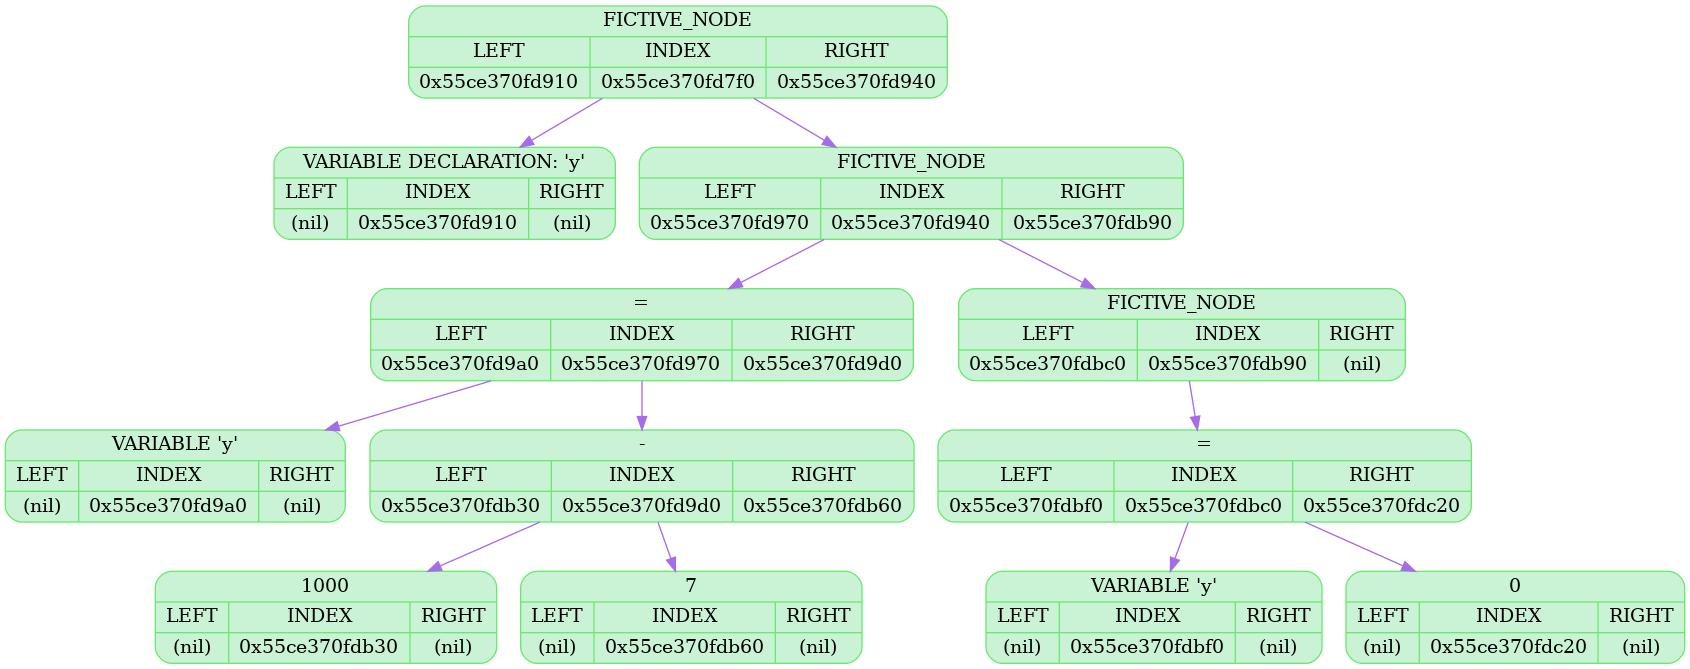 FICTIVE_NODE
LEFT INDEX RIGHT
0x55ce370fd910 0x55ce370fd7f0 0x55ce370fd940
VARIABLE DECLARATION: 'y'
LEFT INDEX RIGHT
(nil) 0x55ce370fd910 (nil)
FICTIVE_NODE
LEFT INDEX RIGHT
0x55ce370fd970 0x55ce370fd940 0x55ce370fdb90
=
LEFT INDEX RIGHT
0x55ce370fd9a0 0x55ce370fd970 0x55ce370fd9d0
FICTIVE_NODE
LEFT INDEX RIGHT
0x55ce370fdbc0 0x55ce370fdb90 (nil)
VARIABLE 'y'
LEFT INDEX RIGHT
(nil) 0x55ce370fd9a0 (nil)
-
LEFT INDEX RIGHT
0x55ce370fdb30 0x55ce370fd9d0 0x55ce370fdb60
=
LEFT INDEX RIGHT
0x55ce370fdbf0 0x55ce370fdbc0 0x55ce370fdc20
1000
LEFT INDEX RIGHT
(nil) 0x55ce370fdb30 (nil)
7
LEFT INDEX RIGHT
(nil) 0x55ce370fdb60 (nil)
VARIABLE 'y'
LEFT INDEX RIGHT
(nil) 0x55ce370fdbf0 (nil)
0
LEFT INDEX RIGHT
(nil) 0x55ce370fdc20 (nil)